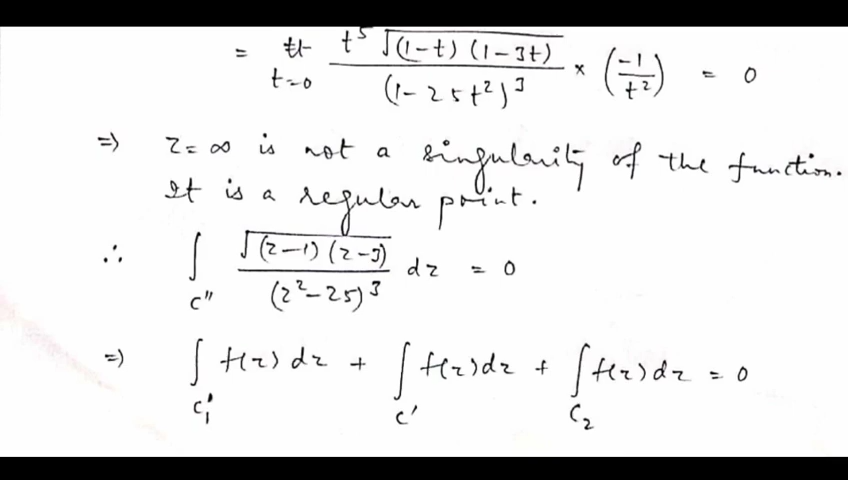 = lt t=0 t^5 √((1-t)(1-3t)) / (1-25t²)³ × (-1/t²) = 0
⇒ z=∞ is not a singularity of the function.
It is a regular point.
∴ ∫_{C"} √((z-1)(z-3)) / (z²-25)³ dz = 0
⇒ ∫_{C₁'} f(z) dz + ∫_{C'} f(z) dz + ∫_{C₂} f(z) dz = 0